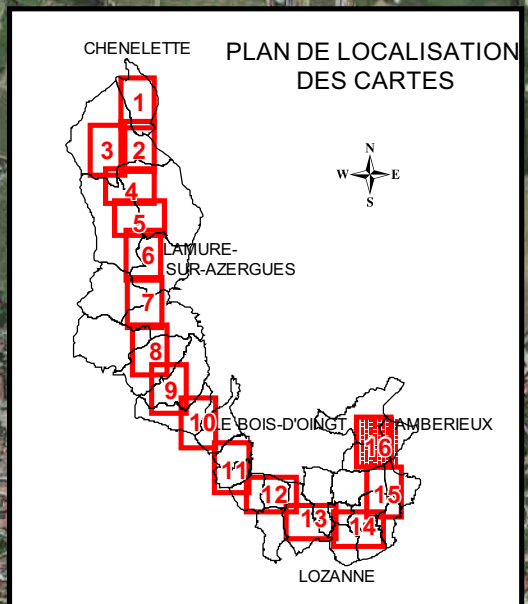 CHENELETTE
PLAN DE LOCALISATION
DES CARTES
N
W E
S
1
3 2
4
5
6
LAMURE-
SUR-AZERGUES
7
8
9
10
LE BOIS-D'OINGT
AMBERIEUX
16
11
12
15
13
14
LOZANNE